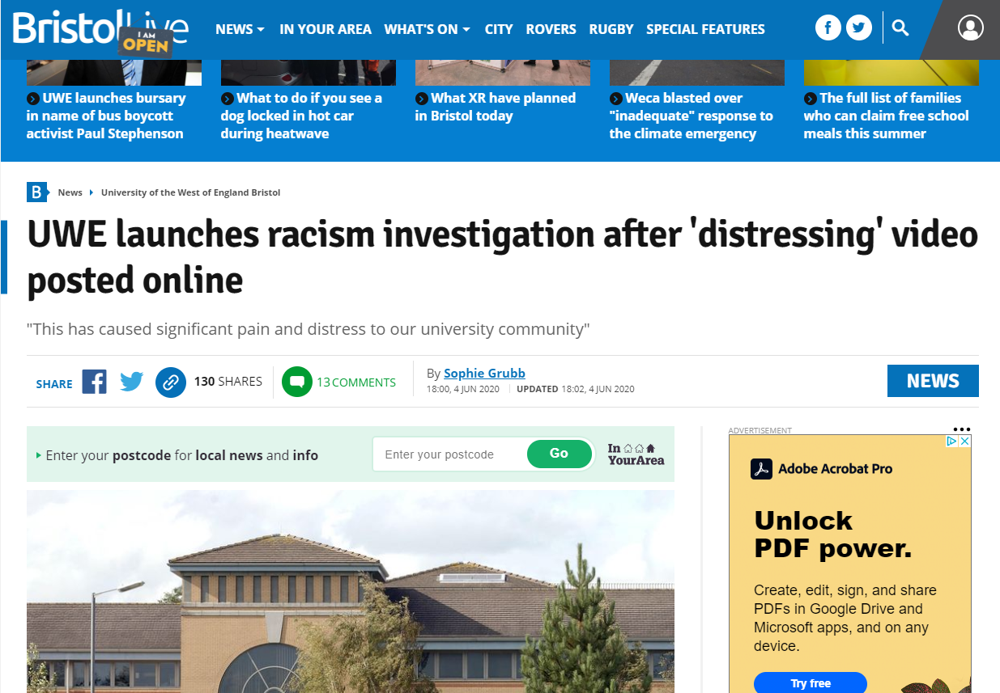 BristolLive
I AM
OPEN
NEWS IN YOUR AREA WHAT'S ON CITY ROVERS RUGBY SPECIAL FEATURES
UWE launches bursary
in name of bus boycott
activist Paul Stephenson
What to do if you see a
dog locked in hot car
during heatwave
What XR have planned
in Bristol today
Weca blasted over
"inadequate" response to
the climate emergency
The full list of families
who can claim free school
meals this summer
B News University of the West of England Bristol
UWE launches racism investigation after 'distressing' video
posted online
"This has caused significant pain and distress to our university community"
SHARE 130 SHARES 13 COMMENTS
By Sophie Grubb
18:00, 4 JUN 2020 UPDATED 18:02, 4 JUN 2020
NEWS
Enter your postcode for local news and info
Enter your postcode Go
In
YourArea
ADVERTISEMENT
Adobe Acrobat Pro
Unlock
PDF power.
Create, edit, sign, and share
PDFs in Google Drive and
Microsoft apps, and on any
device.
Try free